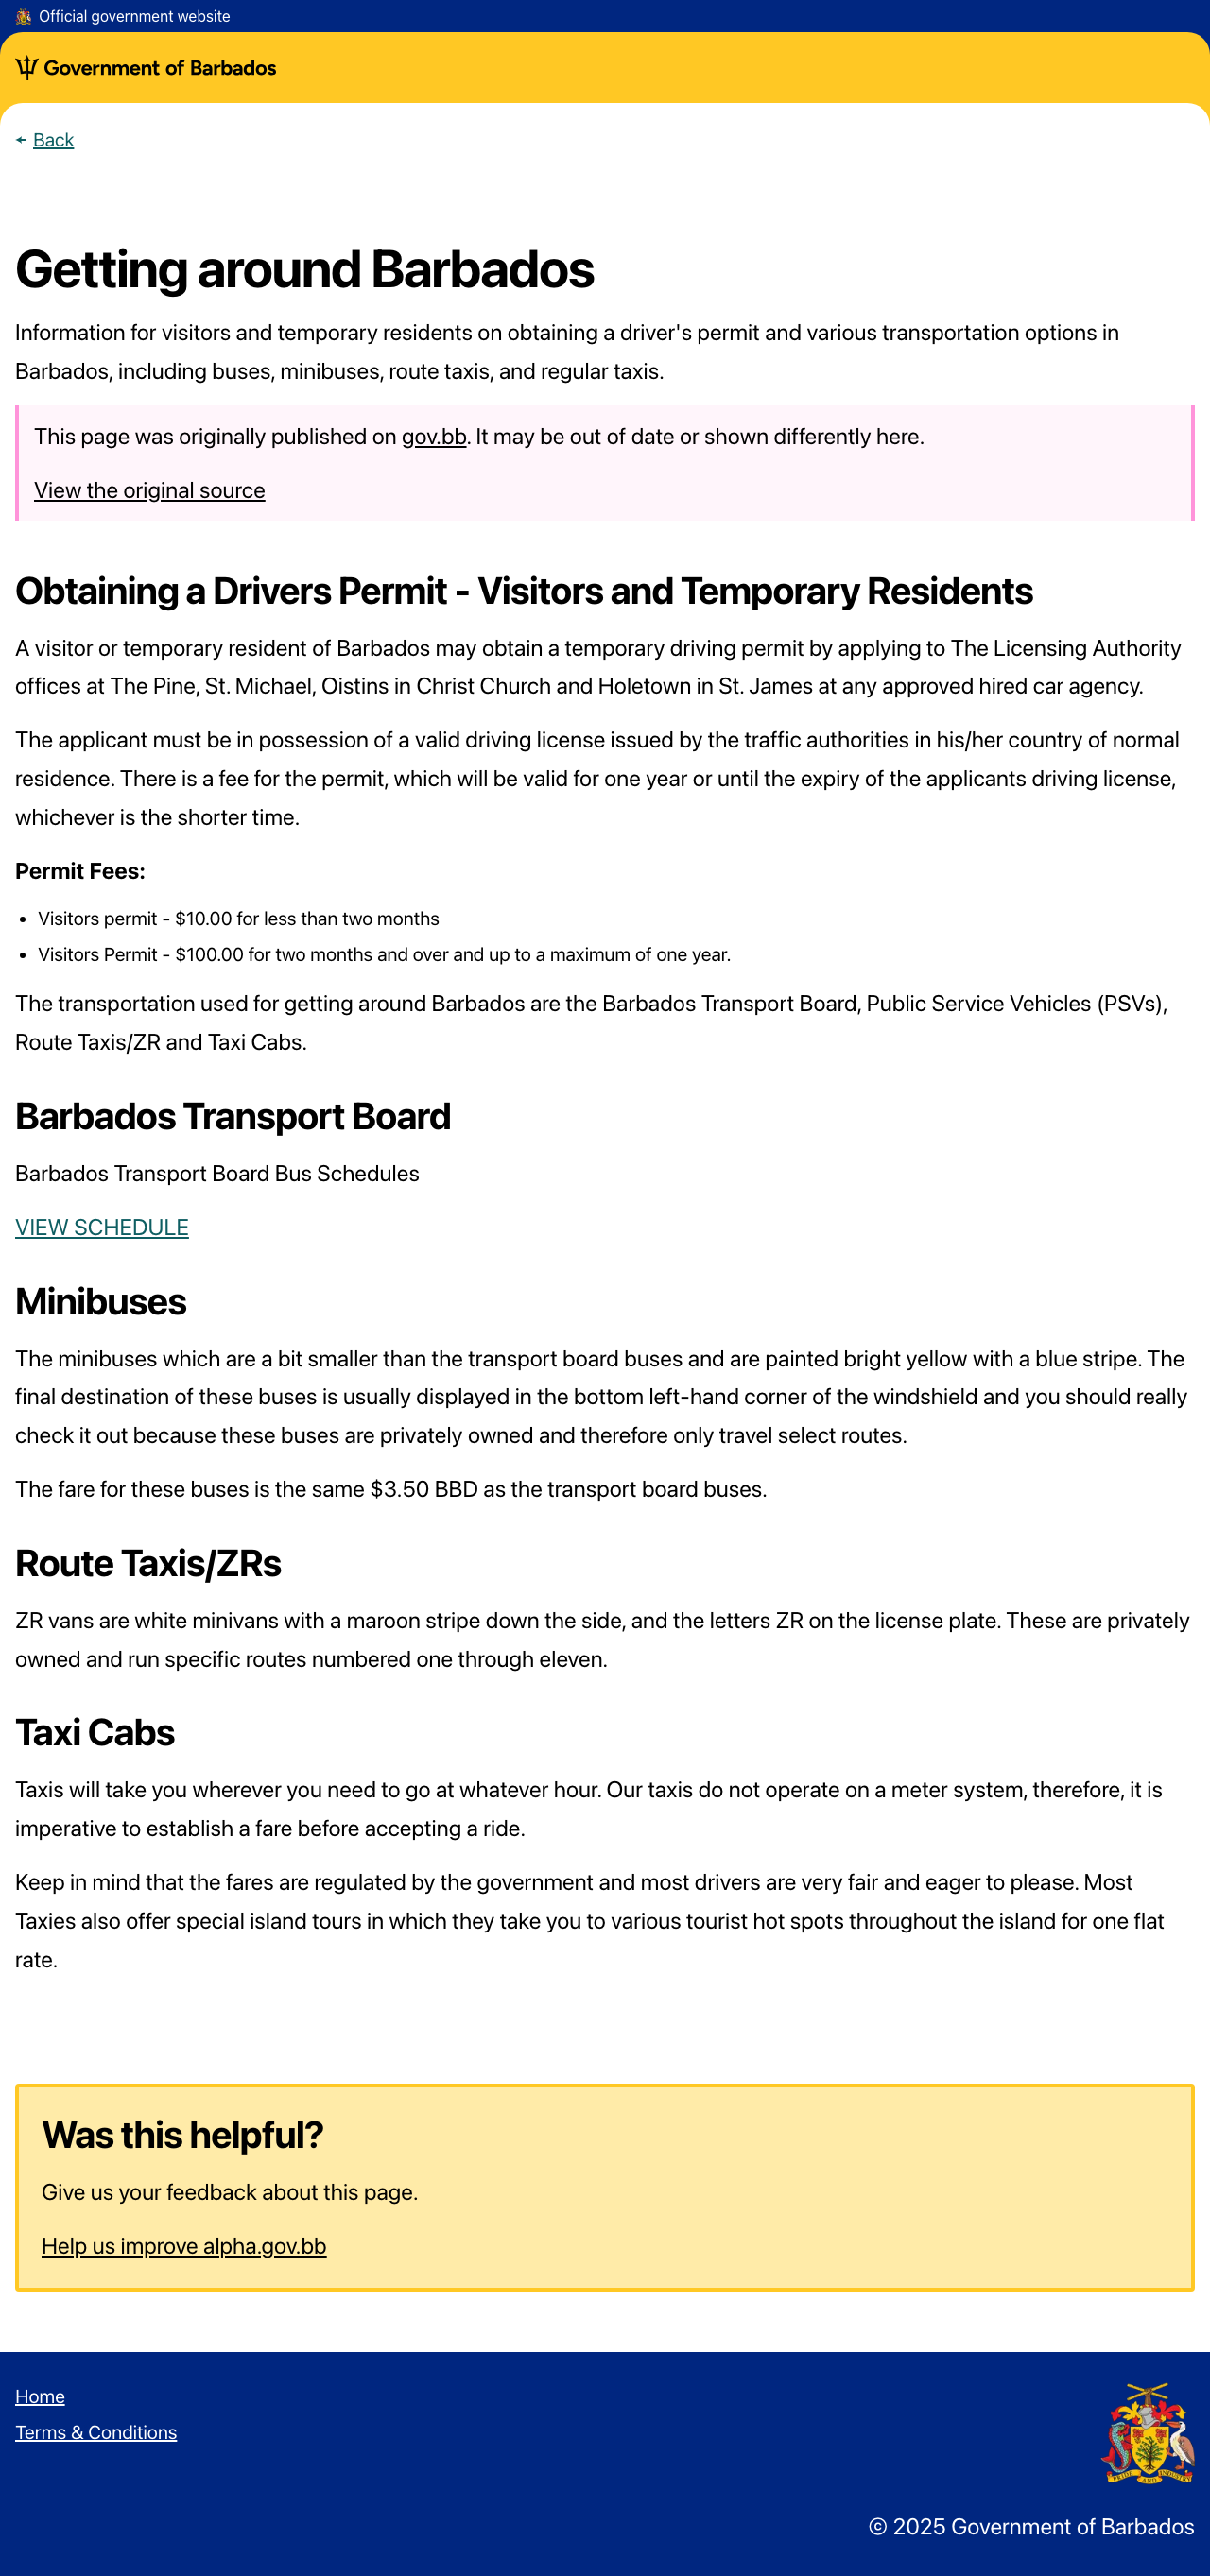 Official government website
Government of Barbados
Back
Getting around Barbados
Information for visitors and temporary residents on obtaining a driver's permit and various transportation options in
Barbados, including buses, minibuses, route taxis, and regular taxis.
This page was originally published on gov.bb. It may be out of date or shown differently here.
View the original source
Obtaining a Drivers Permit - Visitors and Temporary Residents
A visitor or temporary resident of Barbados may obtain a temporary driving permit by applying to The Licensing Authority
offices at The Pine, St. Michael, Oistins in Christ Church and Holetown in St. James at any approved hired car agency.
The applicant must be in possession of a valid driving license issued by the traffic authorities in his/her country of normal
residence. There is a fee for the permit, which will be valid for one year or until the expiry of the applicants driving license,
whichever is the shorter time.
Permit Fees:
• Visitors permit - $10.00 for less than two months
• Visitors Permit - $100.00 for two months and over and up to a maximum of one year.
The transportation used for getting around Barbados are the Barbados Transport Board, Public Service Vehicles (PSVs),
Route Taxis/ZR and Taxi Cabs.
Barbados Transport Board
Barbados Transport Board Bus Schedules
VIEW SCHEDULE
Minibuses
The minibuses which are a bit smaller than the transport board buses and are painted bright yellow with a blue stripe. The
final destination of these buses is usually displayed in the bottom left-hand corner of the windshield and you should really
check it out because these buses are privately owned and therefore only travel select routes.
The fare for these buses is the same $3.50 BBD as the transport board buses.
Route Taxis/ZRs
ZR vans are white minivans with a maroon stripe down the side, and the letters ZR on the license plate. These are privately
owned and run specific routes numbered one through eleven.
Taxi Cabs
Taxis will take you wherever you need to go at whatever hour. Our taxis do not operate on a meter system, therefore, it is
imperative to establish a fare before accepting a ride.
Keep in mind that the fares are regulated by the government and most drivers are very fair and eager to please. Most
Taxies also offer special island tours in which they take you to various tourist hot spots throughout the island for one flat
rate.
Was this helpful?
Give us your feedback about this page.
Help us improve alpha.gov.bb
Home
Terms & Conditions
PRIDE AND INDUSTRY
© 2025 Government of Barbados